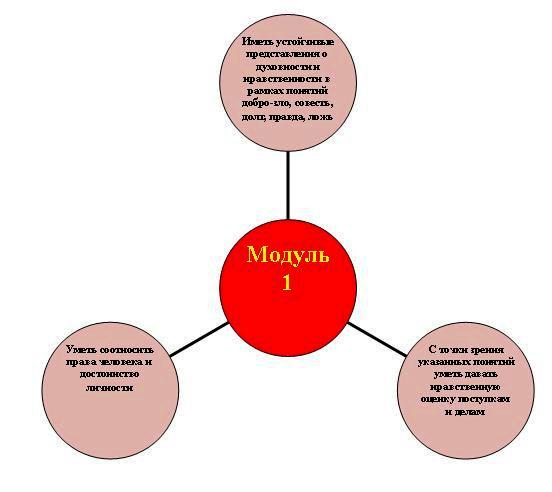 Иметь устойчивые
представления о
духовности и
нравственности в
рамках понятий
добро-зло, совесть,
долг, правда, ложь
Модуль
1
Уметь соотносить
права человека и
достоинство
личности
С точки зрения
указанных понятий
уметь давать
нравственную
оценку поступкам
и делам